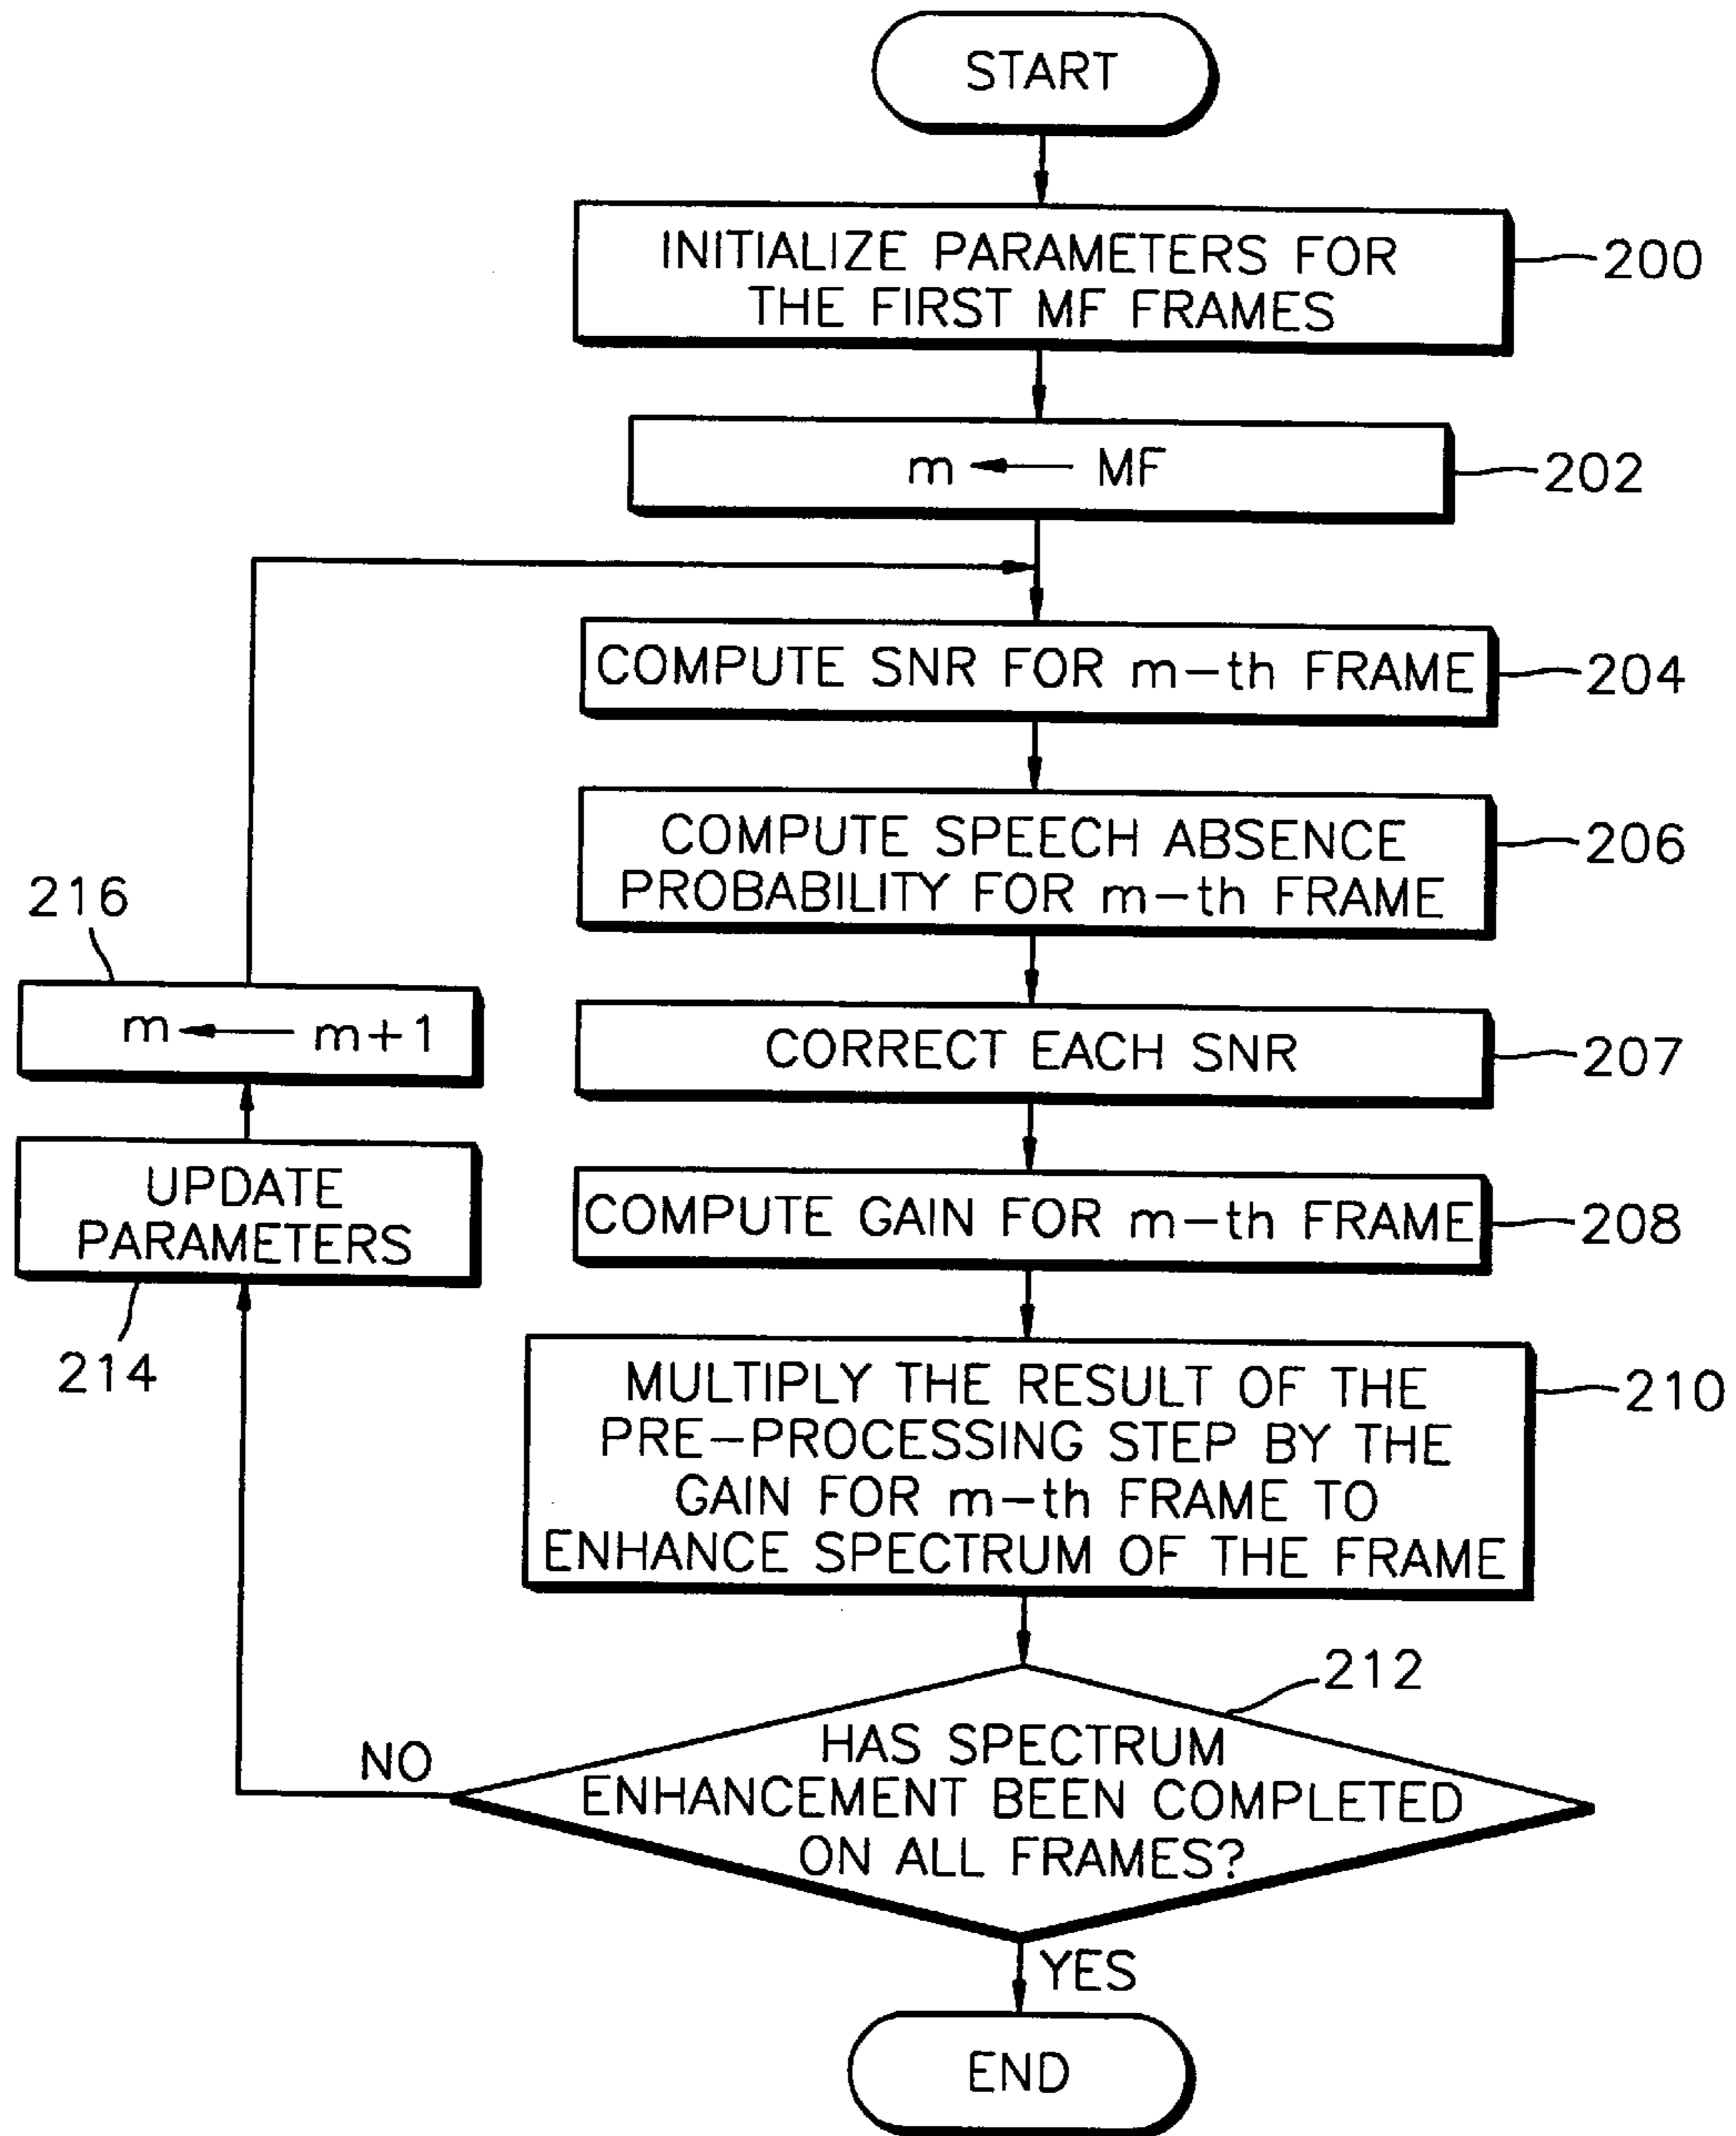 START
INITIALIZE PARAMETERS FOR
THE FIRST MF FRAMES
200
m ← MF
202
COMPUTE SNR FOR m-th FRAME
204
COMPUTE SPEECH ABSENCE
PROBABILITY FOR m-th FRAME
206
216
m ← m+1
CORRECT EACH SNR
207
UPDATE
PARAMETERS
214
COMPUTE GAIN FOR m-th FRAME
208
MULTIPLY THE RESULT OF THE
PRE-PROCESSING STEP BY THE
GAIN FOR m-th FRAME TO
ENHANCE SPECTRUM OF THE FRAME
210
212
HAS SPECTRUM
ENHANCEMENT BEEN COMPLETED
ON ALL FRAMES?
NO
YES
END